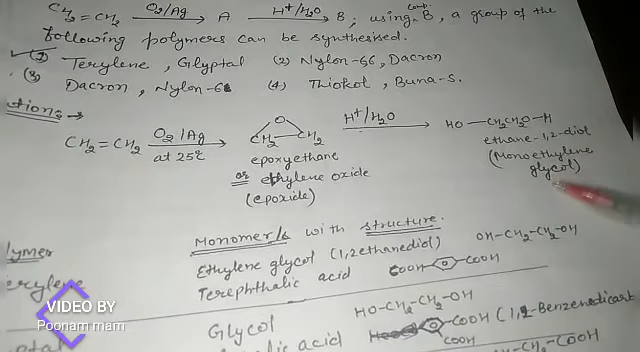 CH₂=CH₂ —O₂/Ag→ A —H⁺/H₂O→ B; using Comp. B, a group of the
following polymers can be synthesised.
(1) Terylene, Glyptal (2) Nylon-66, Dacron
(3) Dacron, Nylon-6 (4) Thiokol, Buna-S.
CH₂=CH₂ —O₂/Ag at 25℃→ CH₂—CH₂ O —H⁺/H₂O→ HO—CH₂CH₂O—H
epoxyethane
or ethylene oxide
(epoxide)
ethane-1,2-diol
(Monoethylene
glycol)
Monomer/s with structure.
Ethylene glycol (1,2ethanediol) OH-CH₂-CH₂-OH
Terephthalic acid COOH COOH
Glycol HO-CH₂-CH₂-OH
acid COOH (1,2-Benzenedicar
COOH
VIDEO BY
Poonam mam